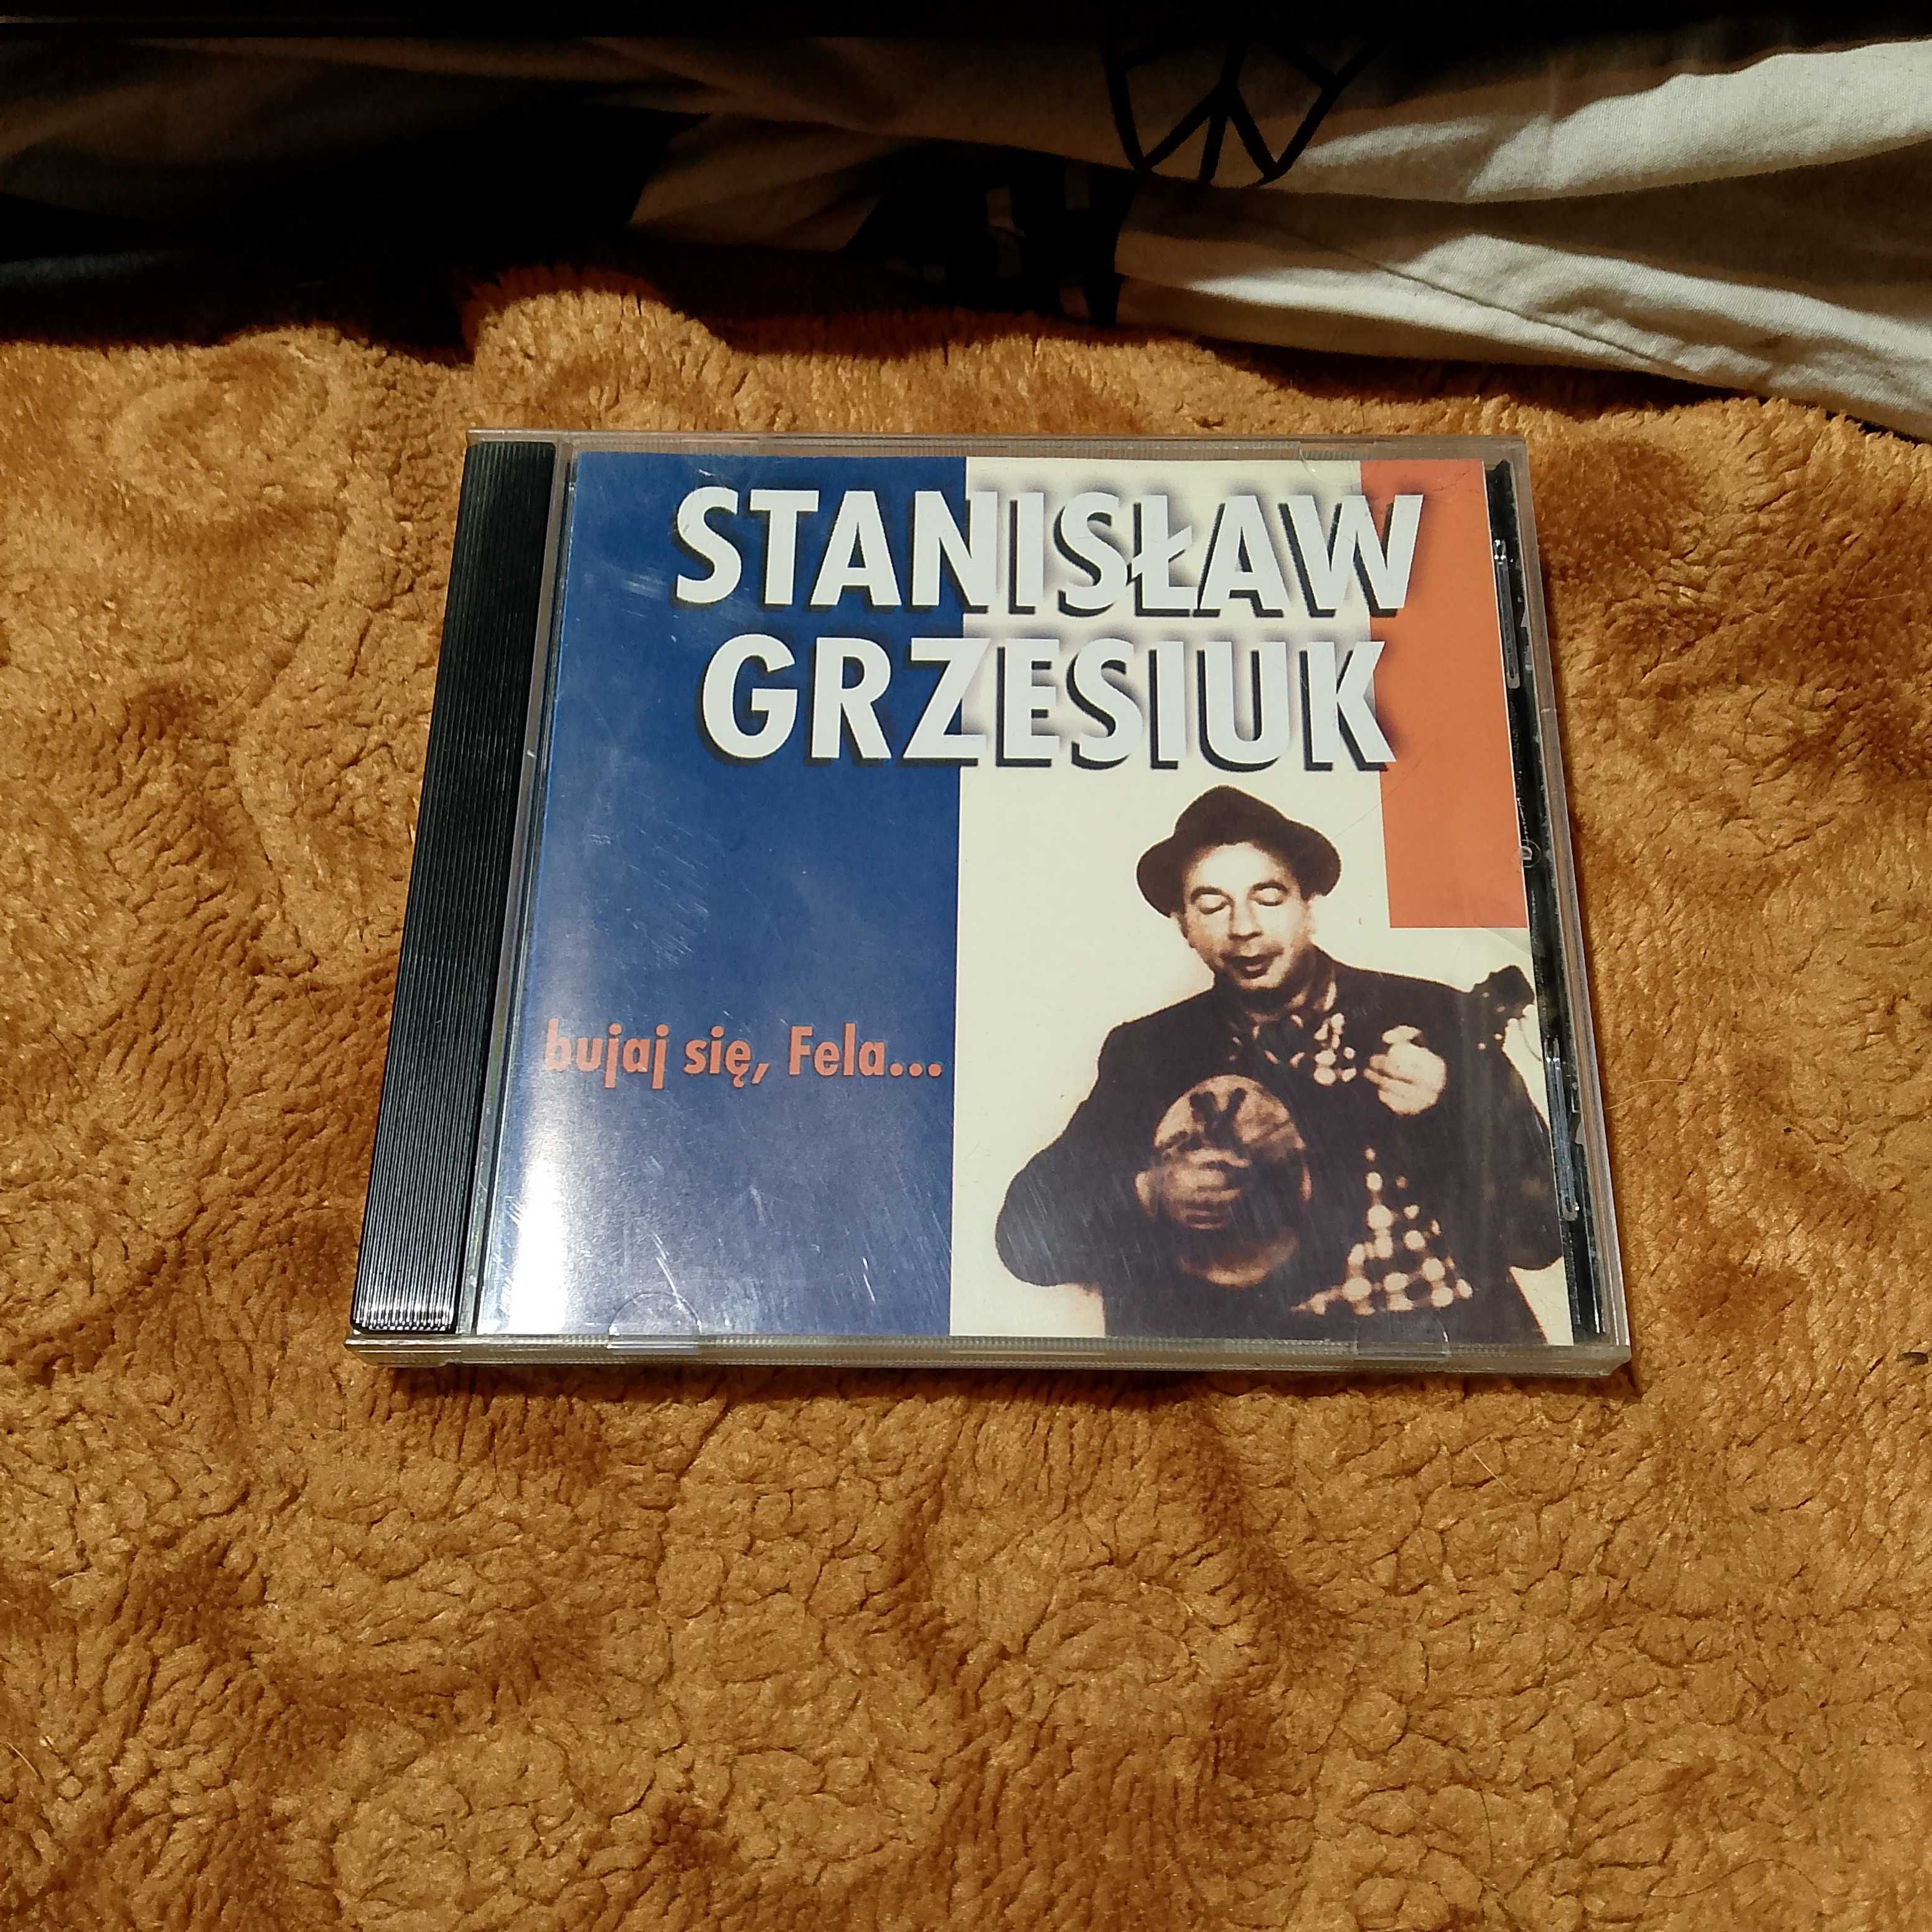 STANISŁAW
GRZESIUK
bujaj się, Fela...